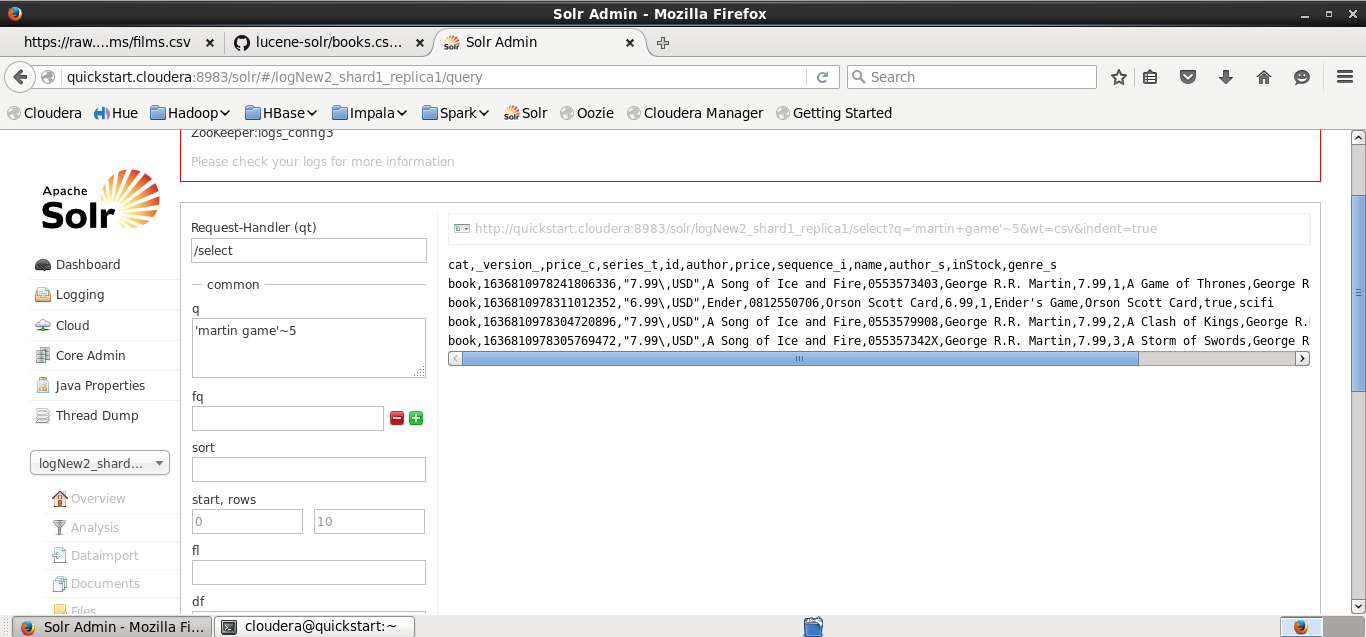 Solr Admin - Mozilla Firefox
https://raw....ms/films.csv
lucene-solr/books.cs...
Solr Admin
quickstart.cloudera:8983/solr/#/logNew2_shard1_replica1/query
Search
Cloudera
Hue
Hadoop
HBase
Impala
Spark
Solr
Oozie
Cloudera Manager
Getting Started
ZooKeeper:logs_config3
Please check your logs for more information
Apache
Solr
Dashboard
Logging
Cloud
Core Admin
Java Properties
Thread Dump
logNew2_shard...
Overview
Analysis
Dataimport
Documents
Files
Request-Handler (qt)
/select
common
q
'martin game'~5
fq
sort
start, rows
0
10
fl
df
http://quickstart.cloudera:8983/solr/logNew2_shard1_replica1/select?q='martin+game'~5&wt=csv&indent=true
cat,_version_,price_c,series_t,id,author,price,sequence_i,name,author_s,inStock,genre_s
book,1636810978241806336,"7.99\,USD",A Song of Ice and Fire,0553573403,George R.R. Martin,7.99,1,A Game of Thrones,George R
book,1636810978311012352,"6.99\,USD",Ender,0812550706,Orson Scott Card,6.99,1,Ender's Game,Orson Scott Card,true,scifi
book,1636810978304720896,"7.99\,USD",A Song of Ice and Fire,0553579908,George R.R. Martin,7.99,2,A Clash of Kings,George R.
book,1636810978305769472,"7.99\,USD",A Song of Ice and Fire,055357342X,George R.R. Martin,7.99,3,A Storm of Swords,George R
Solr Admin - Mozilla Fi...
cloudera@quickstart:~